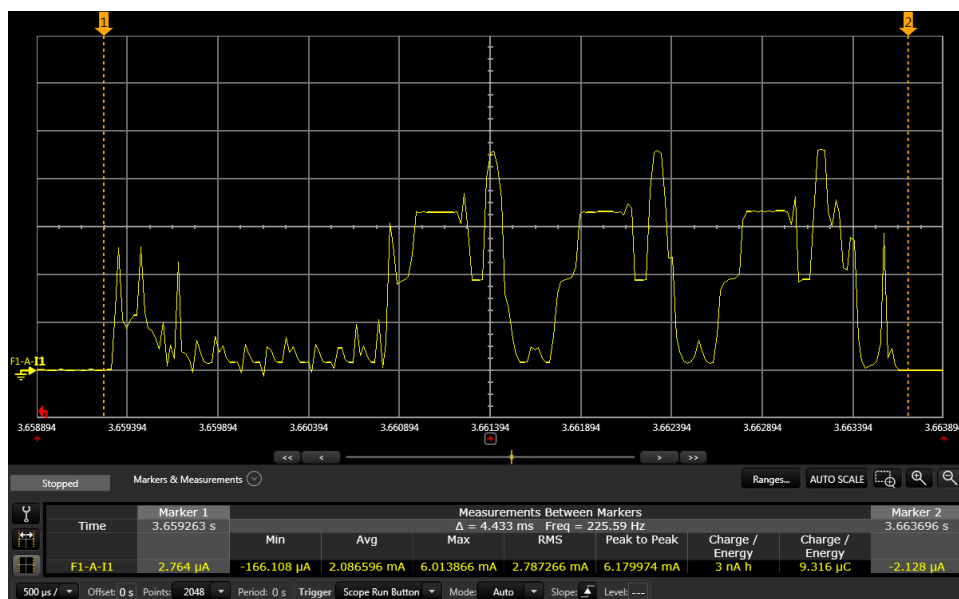 1 2
F1-A-I1
3.658894 3.659394 3.659894 3.660394 3.660894 3.661394 3.661894 3.662394 3.662894 3.663394 3.663894
<< < > >>
Stopped Markers & Measurements Ranges... AUTO SCALE
Marker 1 Measurements Between Markers Marker 2
Time 3.659263 s Δ = 4.433 ms Freq = 225.59 Hz 3.663696 s
Min Avg Max RMS Peak to Peak Charge / Energy Charge / Energy
F1-A-I1 2.764 µA -166.108 µA 2.086596 mA 6.013866 mA 2.787266 mA 6.179974 mA 3 nA h 9.316 µC -2.128 µA
500 µs / Offset: 0 s Points: 2048 Period: 0 s Trigger Scope Run Button Mode: Auto Slope: Level: ---